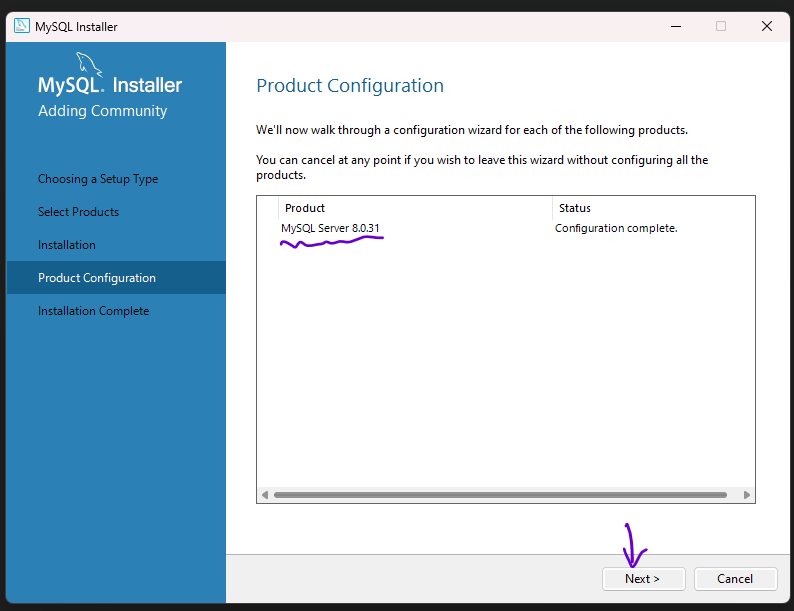 MySQL Installer
MySQL. Installer
Adding Community
Choosing a Setup Type
Select Products
Installation
Product Configuration
Installation Complete
Product Configuration
We'll now walk through a configuration wizard for each of the following products.
You can cancel at any point if you wish to leave this wizard without configuring all the
products.
Product Status
MySQL Server 8.0.31 Configuration complete.
Next > Cancel